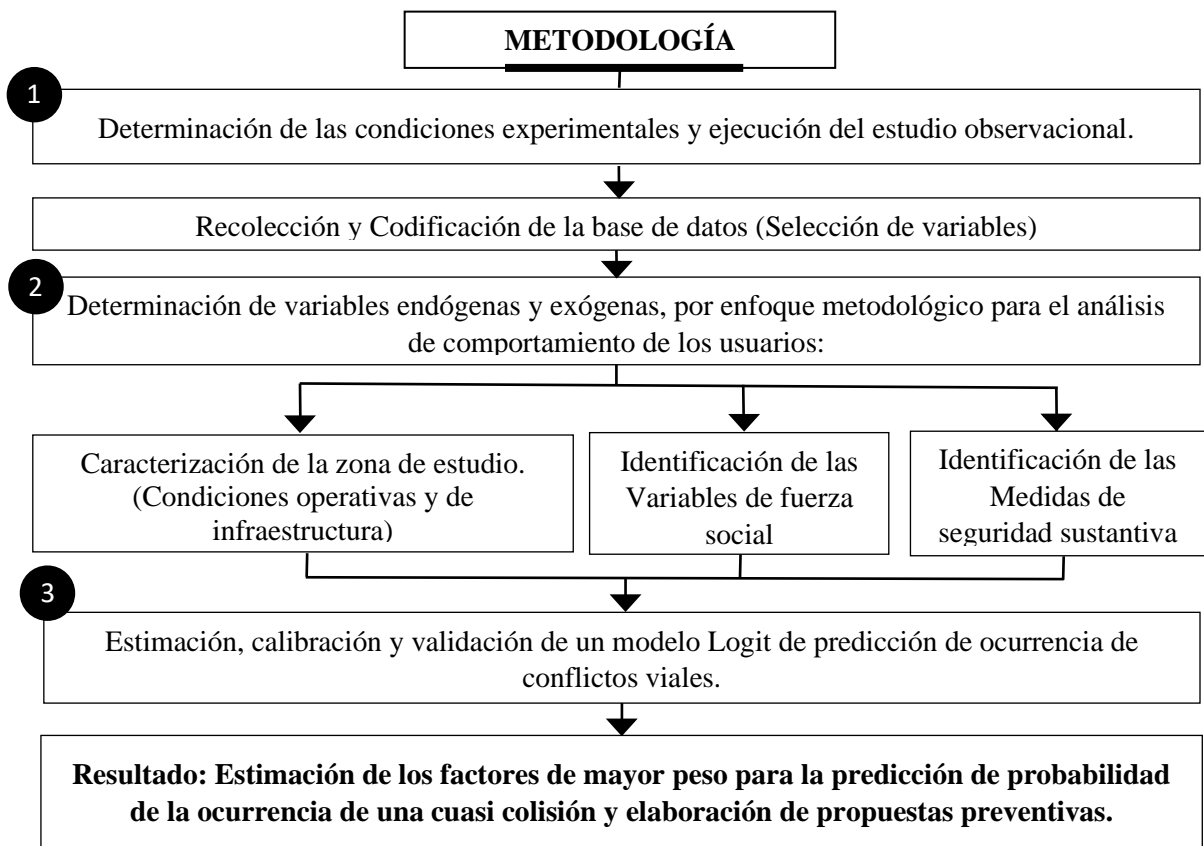 METODOLOGÍA
1
Determinación de las condiciones experimentales y ejecución del estudio observacional.
Recolección y Codificación de la base de datos (Selección de variables)
2
Determinación de variables endógenas y exógenas, por enfoque metodológico para el análisis
de comportamiento de los usuarios:
Caracterización de la zona de estudio.
(Condiciones operativas y de
infraestructura)
Identificación de las
Variables de fuerza
social
Identificación de las
Medidas de
seguridad sustantiva
3
Estimación, calibración y validación de un modelo Logit de predicción de ocurrencia de
conflictos viales.
Resultado: Estimación de los factores de mayor peso para la predicción de probabilidad
de la ocurrencia de una cuasi colisión y elaboración de propuestas preventivas.